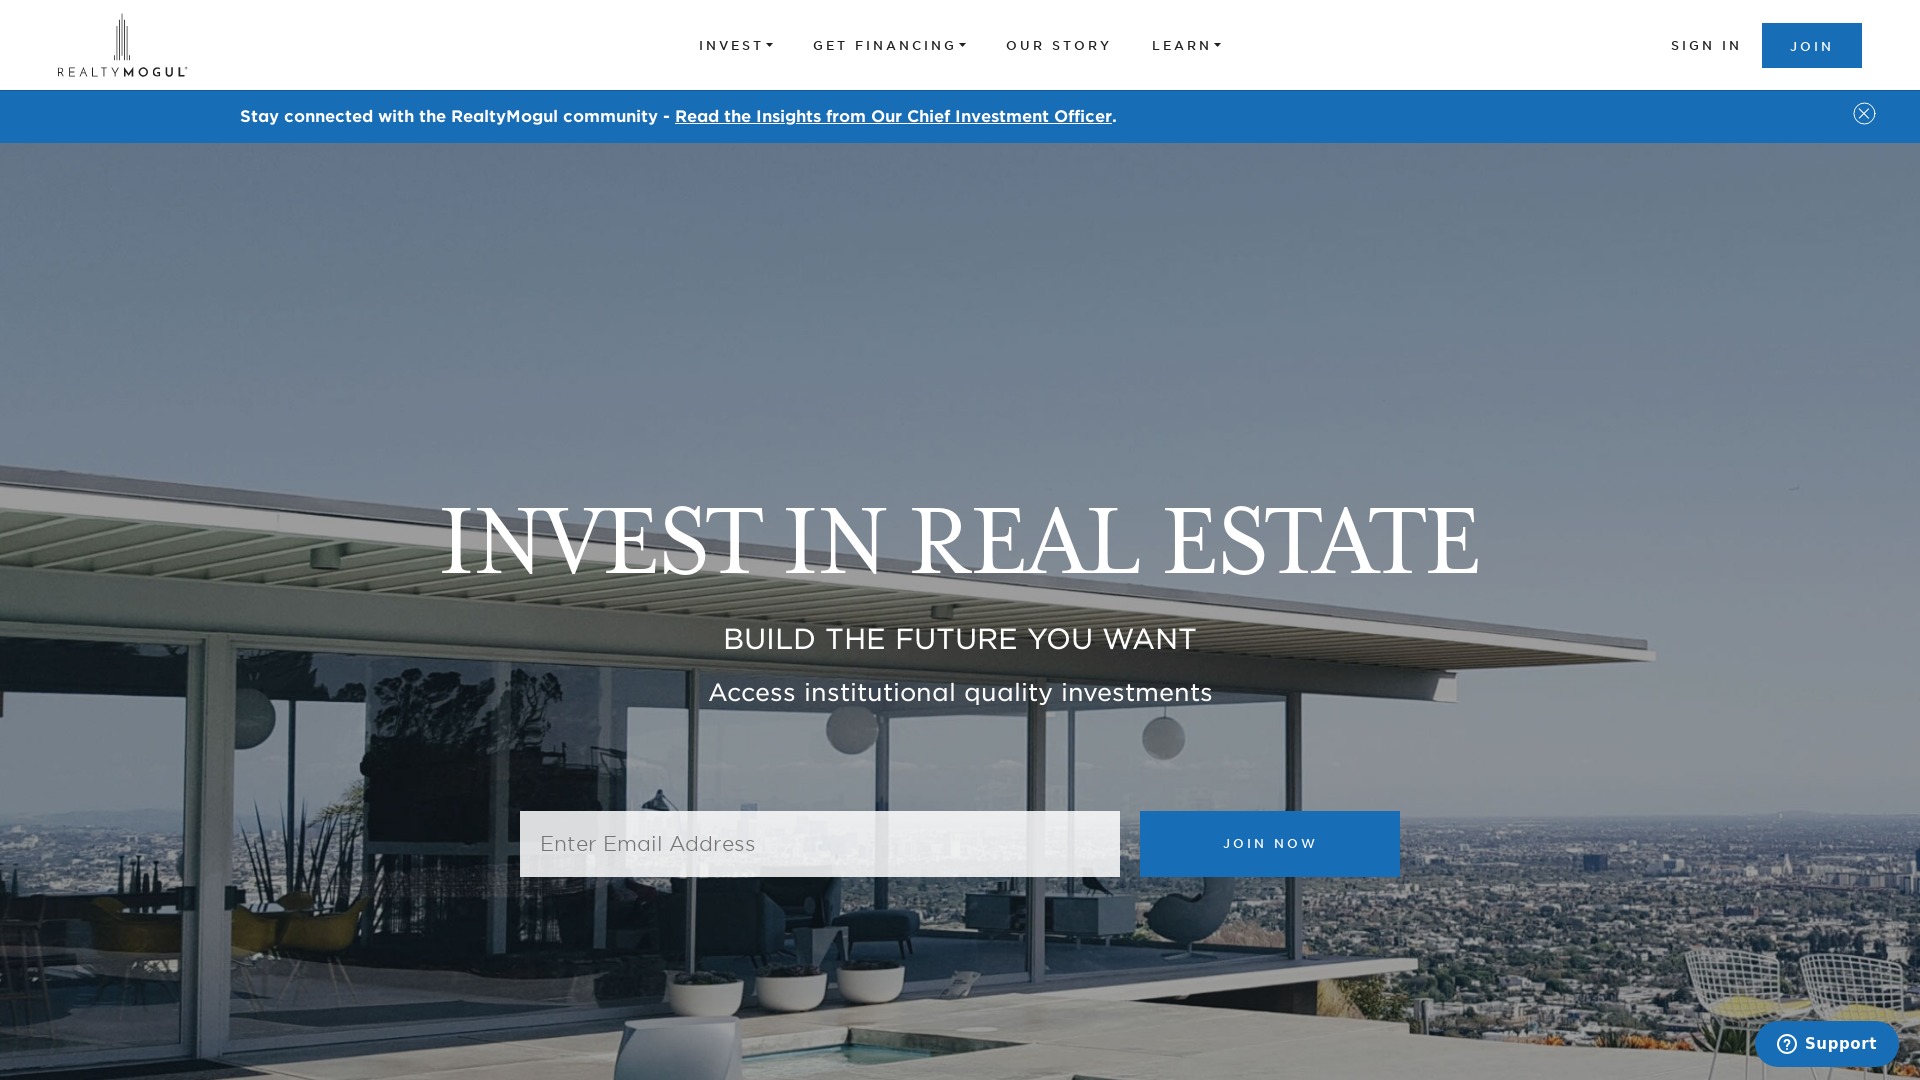 REALTYMOGUL
INVEST
GET FINANCING
OUR STORY
LEARN
SIGN IN
JOIN
Stay connected with the RealtyMogul community - Read the Insights from Our Chief Investment Officer.
INVEST IN REAL ESTATE
BUILD THE FUTURE YOU WANT
Access institutional quality investments
Enter Email Address
JOIN NOW
Support